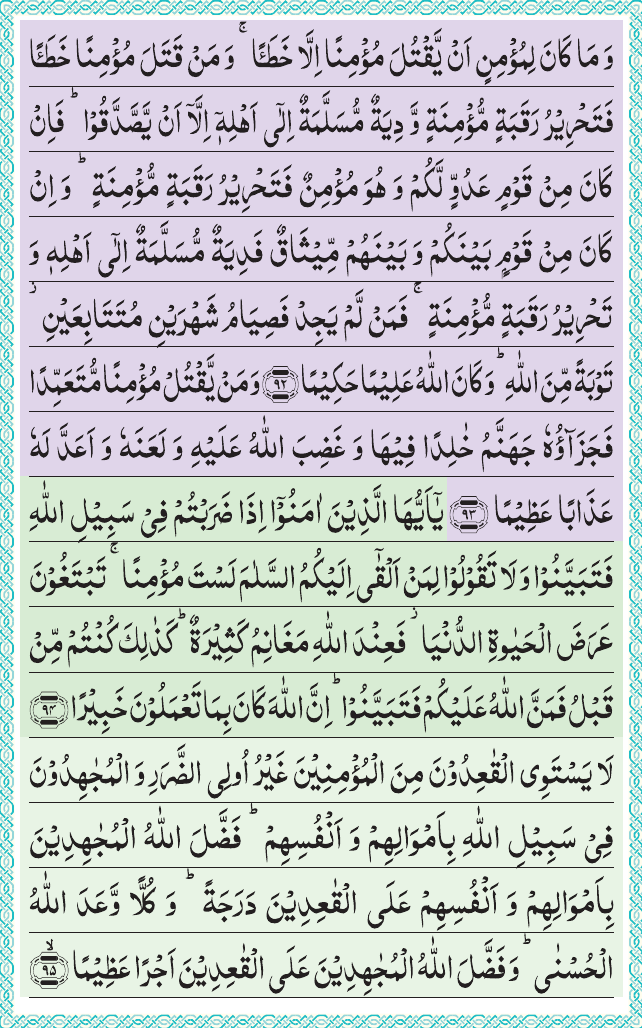 وَ مَا كَانَ لِمُؤْمِنٍ اَنْ يَّقْتُلَ مُؤْمِنًا اِلَّا خَطَـًٔا ۚ وَ مَنْ قَتَلَ مُؤْمِنًا خَطَـًٔا
فَتَحْرِيْرُ رَقَبَةٍ مُّؤْمِنَةٍ وَّ دِيَةٌ مُّسَلَّمَةٌ اِلٰۤى اَهْلِهٖۤ اِلَّاۤ اَنْ يَّصَّدَّقُوْا ؕ فَاِنْ
كَانَ مِنْ قَوْمٍ عَدُوٍّ لَّكُمْ وَ هُوَ مُؤْمِنٌ فَتَحْرِيْرُ رَقَبَةٍ مُّؤْمِنَةٍ ؕ وَ اِنْ
كَانَ مِنْ قَوْمٍۭ بَيْنَكُمْ وَ بَيْنَهُمْ مِّيْثَاقٌ فَدِيَةٌ مُّسَلَّمَةٌ اِلٰۤى اَهْلِهٖ وَ
تَحْرِيْرُ رَقَبَةٍ مُّؤْمِنَةٍ ۚ فَمَنْ لَّمْ يَجِدْ فَصِيَامُ شَهْرَيْنِ مُتَتَابِعَيْنِ ؗ
تَوْبَةً مِّنَ اللّٰهِ ؕ وَ كَانَ اللّٰهُ عَلِيْمًا حَكِيْمًا ﴿۹۲﴾ وَ مَنْ يَّقْتُلْ مُؤْمِنًا مُّتَعَمِّدًا
فَجَزَآؤُهٗ جَهَنَّمُ خٰلِدًا فِيْهَا وَ غَضِبَ اللّٰهُ عَلَيْهِ وَ لَعَنَهٗ وَ اَعَدَّ لَهٗ
عَذَابًا عَظِيْمًا ﴿۹۳﴾ يٰۤاَيُّهَا الَّذِيْنَ اٰمَنُوْۤا اِذَا ضَرَبْتُمْ فِيْ سَبِيْلِ اللّٰهِ
فَتَبَيَّنُوْا وَ لَا تَقُوْلُوْا لِمَنْ اَلْقٰۤى اِلَيْكُمُ السَّلٰمَ لَسْتَ مُؤْمِنًا ۚ تَبْتَغُوْنَ
عَرَضَ الْحَيٰوةِ الدُّنْيَا ؗ فَعِنْدَ اللّٰهِ مَغَانِمُ كَثِيْرَةٌ ؕ كَذٰلِكَ كُنْتُمْ مِّنْ
قَبْلُ فَمَنَّ اللّٰهُ عَلَيْكُمْ فَتَبَيَّنُوْا ؕ اِنَّ اللّٰهَ كَانَ بِمَا تَعْمَلُوْنَ خَبِيْرًا ﴿۹۴﴾
لَا يَسْتَوِى الْقٰعِدُوْنَ مِنَ الْمُؤْمِنِيْنَ غَيْرُ اُولِى الضَّرَرِ وَ الْمُجٰهِدُوْنَ
فِيْ سَبِيْلِ اللّٰهِ بِاَمْوَالِهِمْ وَ اَنْفُسِهِمْ ؕ فَضَّلَ اللّٰهُ الْمُجٰهِدِيْنَ
بِاَمْوَالِهِمْ وَ اَنْفُسِهِمْ عَلَى الْقٰعِدِيْنَ دَرَجَةً ؕ وَ كُلًّا وَّعَدَ اللّٰهُ
الْحُسْنٰى ؕ وَ فَضَّلَ اللّٰهُ الْمُجٰهِدِيْنَ عَلَى الْقٰعِدِيْنَ اَجْرًا عَظِيْمًا ۙ﴿۹۵﴾